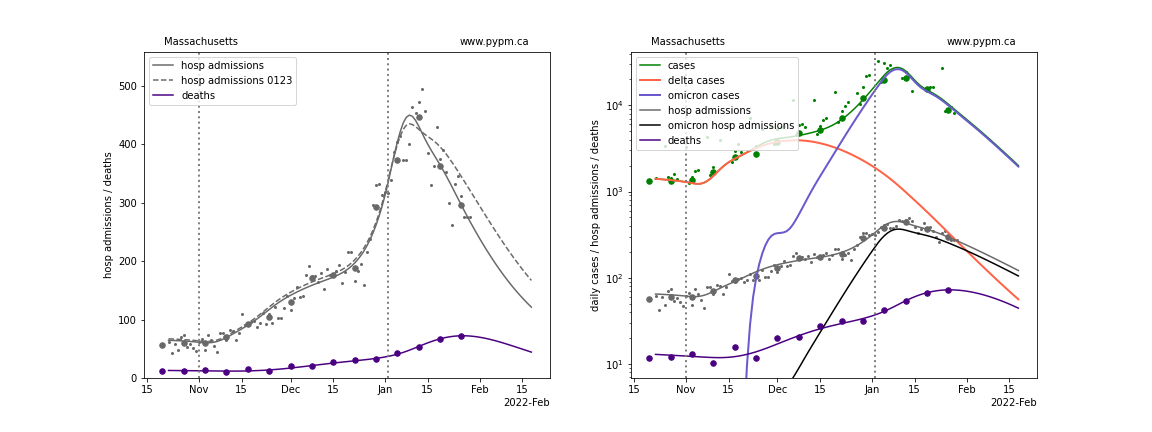 Massachusetts www.pypm.ca
hosp admissions
hosp admissions 0123
deaths
hosp admissions / deaths
500
400
300
200
100
0
15 Nov 15 Dec 15 Jan 15 Feb 15
2022-Feb
Massachusetts www.pypm.ca
cases
delta cases
omicron cases
hosp admissions
omicron hosp admissions
deaths
daily cases / hosp admissions / deaths
10⁴
10³
10²
10¹
15 Nov 15 Dec 15 Jan 15 Feb 15
2022-Feb